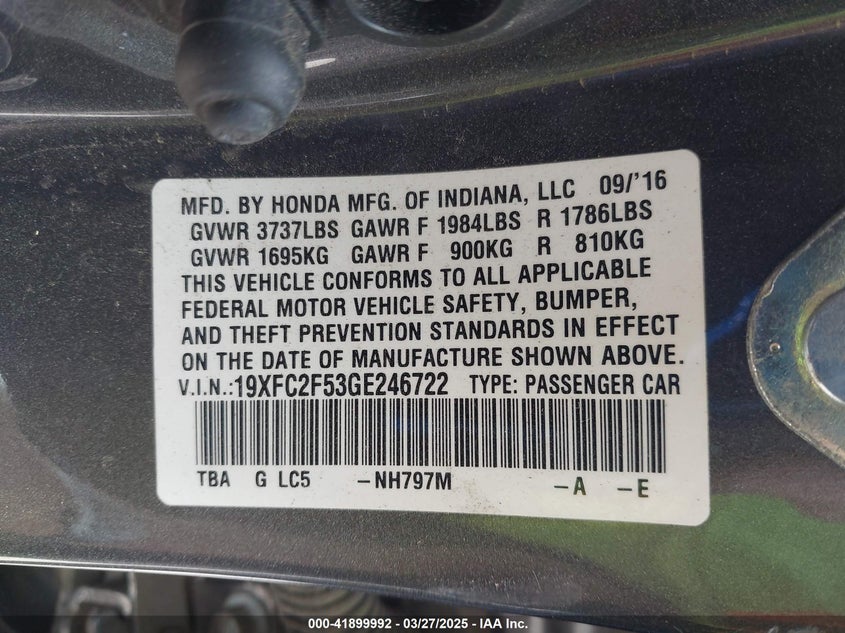 MFD. BY HONDA MFG. OF INDIANA, LLC 09/'16
GVWR 3737LBS GAWR F 1984LBS R 1786LBS
GVWR 1695KG GAWR F 900KG R 810KG
THIS VEHICLE CONFORMS TO ALL APPLICABLE
FEDERAL MOTOR VEHICLE SAFETY, BUMPER,
AND THEFT PREVENTION STANDARDS IN EFFECT
ON THE DATE OF MANUFACTURE SHOWN ABOVE.
V.I.N.:19XFC2F53GE246722 TYPE: PASSENGER CAR
TBA G LC5 -NH797M -A -E
000-41899992 — 03/27/2025 — IAA Inc.